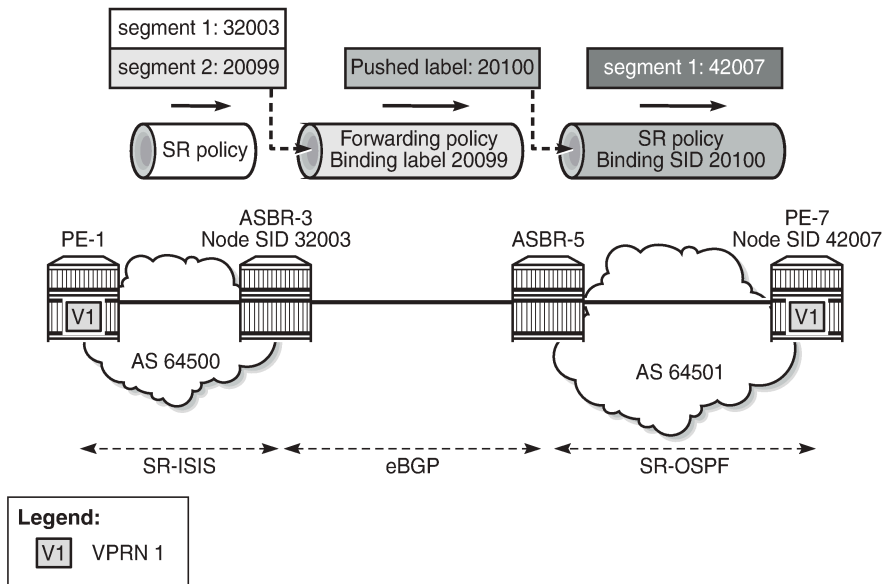 segment 1: 32003
segment 2: 20099
Pushed label: 20100
segment 1: 42007
SR policy
Forwarding policy
Binding label 20099
SR policy
Binding SID 20100
PE-1
ASBR-3
Node SID 32003
ASBR-5
PE-7
Node SID 42007
V1
V1
AS 64500
AS 64501
SR-ISIS
eBGP
SR-OSPF
Legend:
V1 VPRN 1